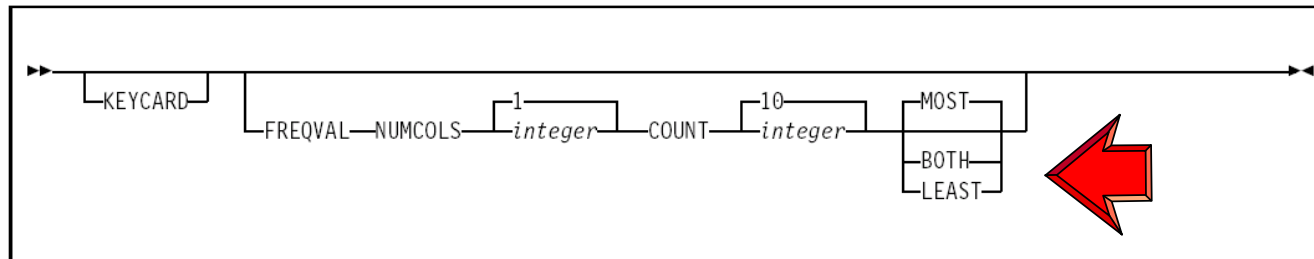 KEYCARD
1 10 MOST
FREQVAL NUMCOLS integer COUNT integer
BOTH
LEAST